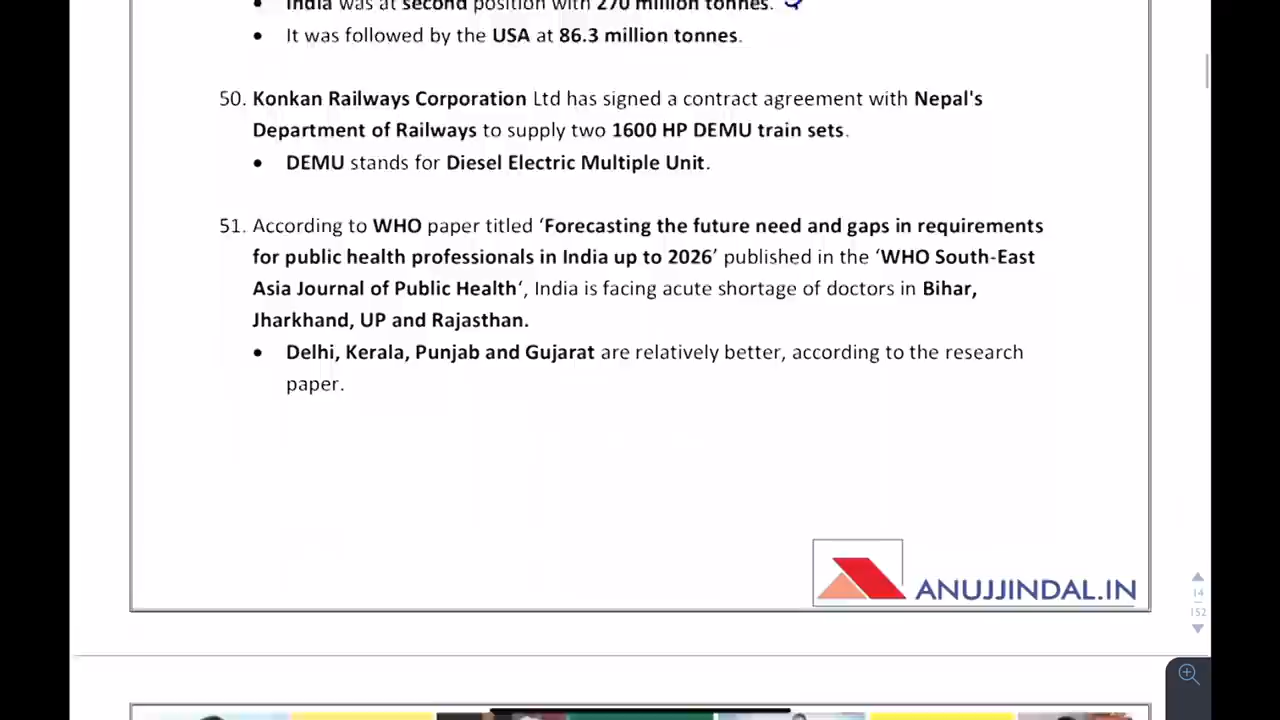 • India was at second position with 270 million tonnes.
• It was followed by the USA at 86.3 million tonnes.
50. Konkan Railways Corporation Ltd has signed a contract agreement with Nepal's
Department of Railways to supply two 1600 HP DEMU train sets.
• DEMU stands for Diesel Electric Multiple Unit.
51. According to WHO paper titled ‘Forecasting the future need and gaps in requirements
for public health professionals in India up to 2026’ published in the ‘WHO South-East
Asia Journal of Public Health‘, India is facing acute shortage of doctors in Bihar,
Jharkhand, UP and Rajasthan.
• Delhi, Kerala, Punjab and Gujarat are relatively better, according to the research
paper.
ANUJJINDAL.IN
14
152